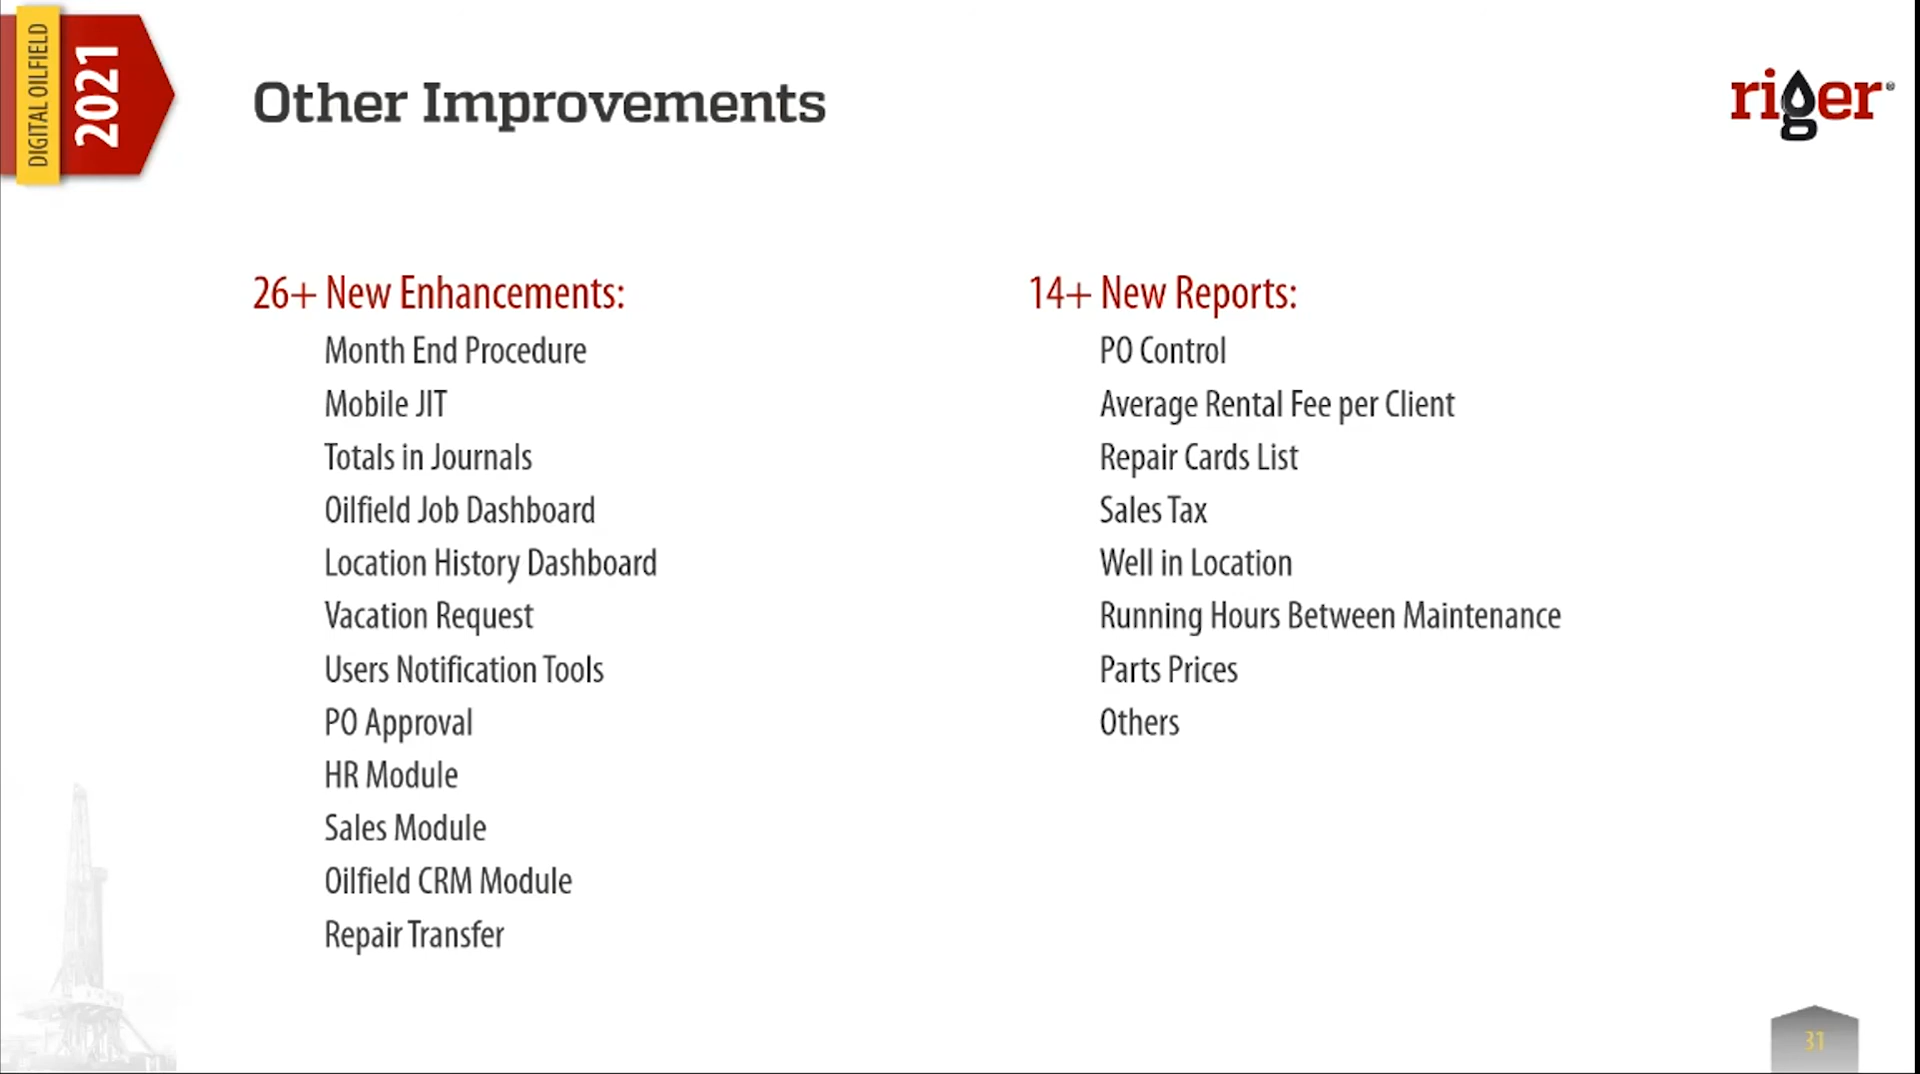 DIGITAL OILFIELD
2021
Other Improvements
riger®
26+ New Enhancements:
Month End Procedure
Mobile JIT
Totals in Journals
Oilfield Job Dashboard
Location History Dashboard
Vacation Request
Users Notification Tools
PO Approval
HR Module
Sales Module
Oilfield CRM Module
Repair Transfer
14+ New Reports:
PO Control
Average Rental Fee per Client
Repair Cards List
Sales Tax
Well in Location
Running Hours Between Maintenance
Parts Prices
Others
31